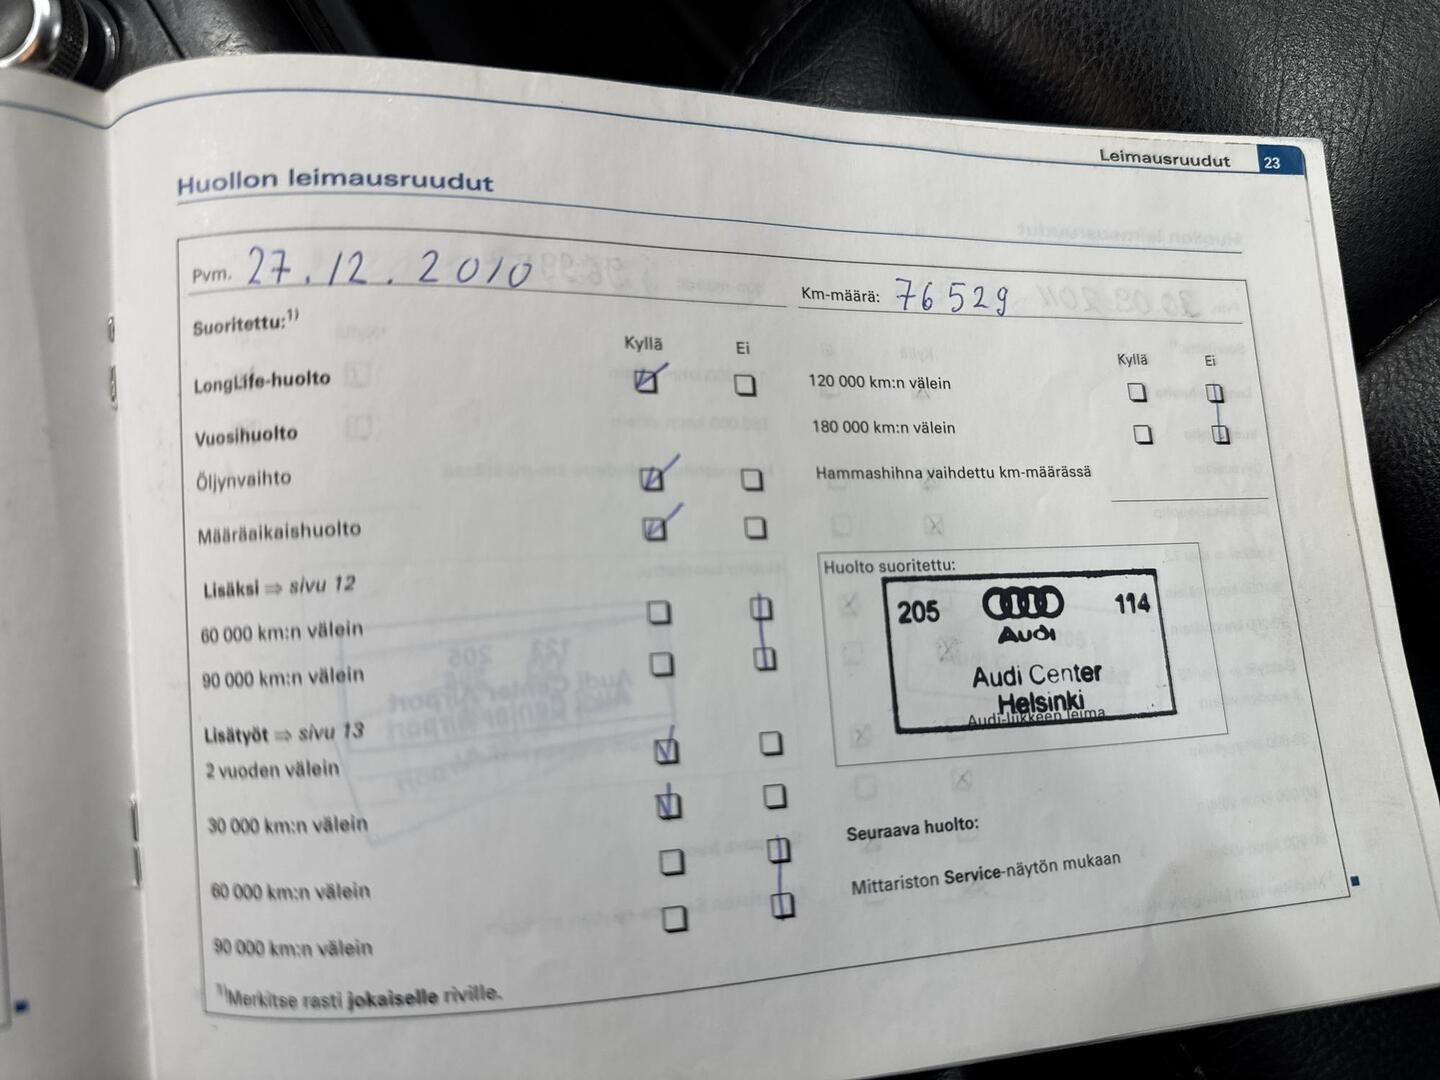 Leimausruudut 23
Huollon leimausruudut
Pvm. 27.12.2010
Km-määrä: 76529
Suoritettu:1)
Kyllä Ei
LongLife-huolto
Vuosihuolto
Öljynvaihto
Määräaikaishuolto
Lisäksi ⇒ sivu 12
60 000 km:n välein
90 000 km:n välein
Lisätyöt ⇒ sivu 13
2 vuoden välein
30 000 km:n välein
60 000 km:n välein
90 000 km:n välein
1)Merkitse rasti jokaiselle riville.
Kyllä Ei
120 000 km:n välein
180 000 km:n välein
Hammashihna vaihdettu km-määrässä
Huolto suoritettu:
205 114
Audi
Audi Center
Helsinki
Audi-liikkeen leima
Seuraava huolto:
Mittariston Service-näytön mukaan